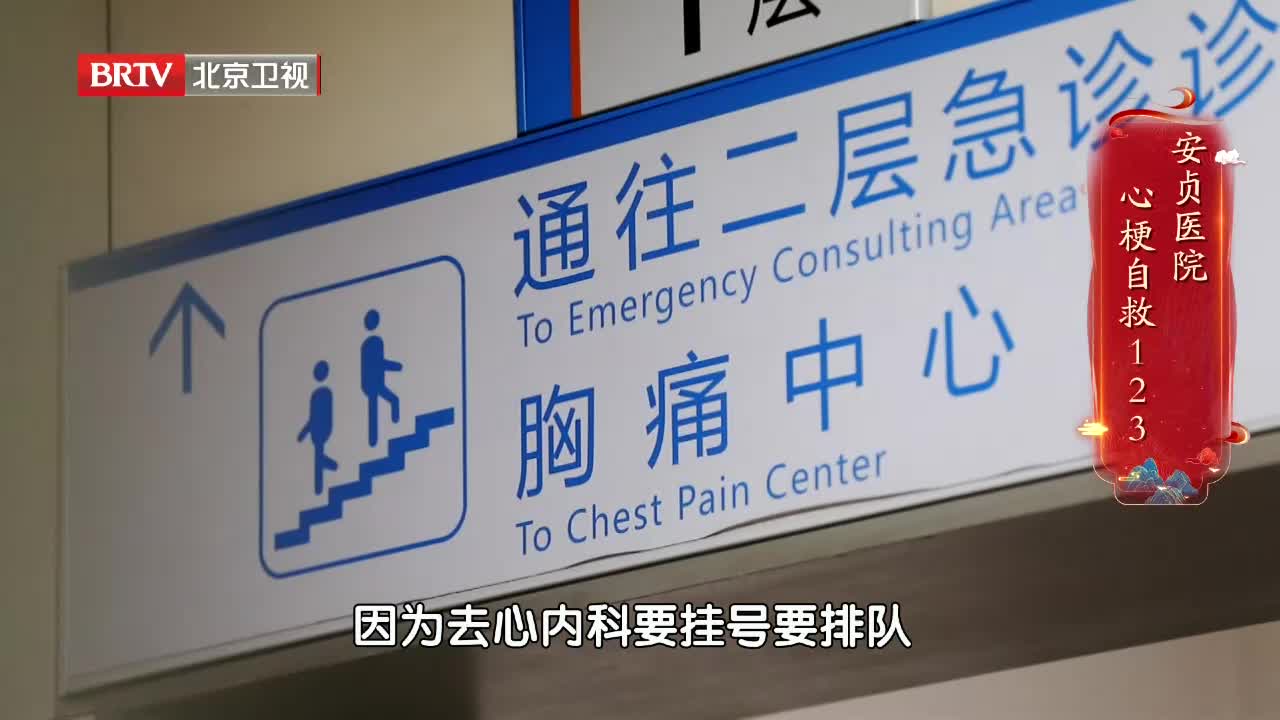 BRTV 北京卫视
1层
通往二层急诊诊
To Emergency Consulting Area
胸痛中心
To Chest Pain Center
安贞医院
心梗自救123
因为去心内科要挂号要排队